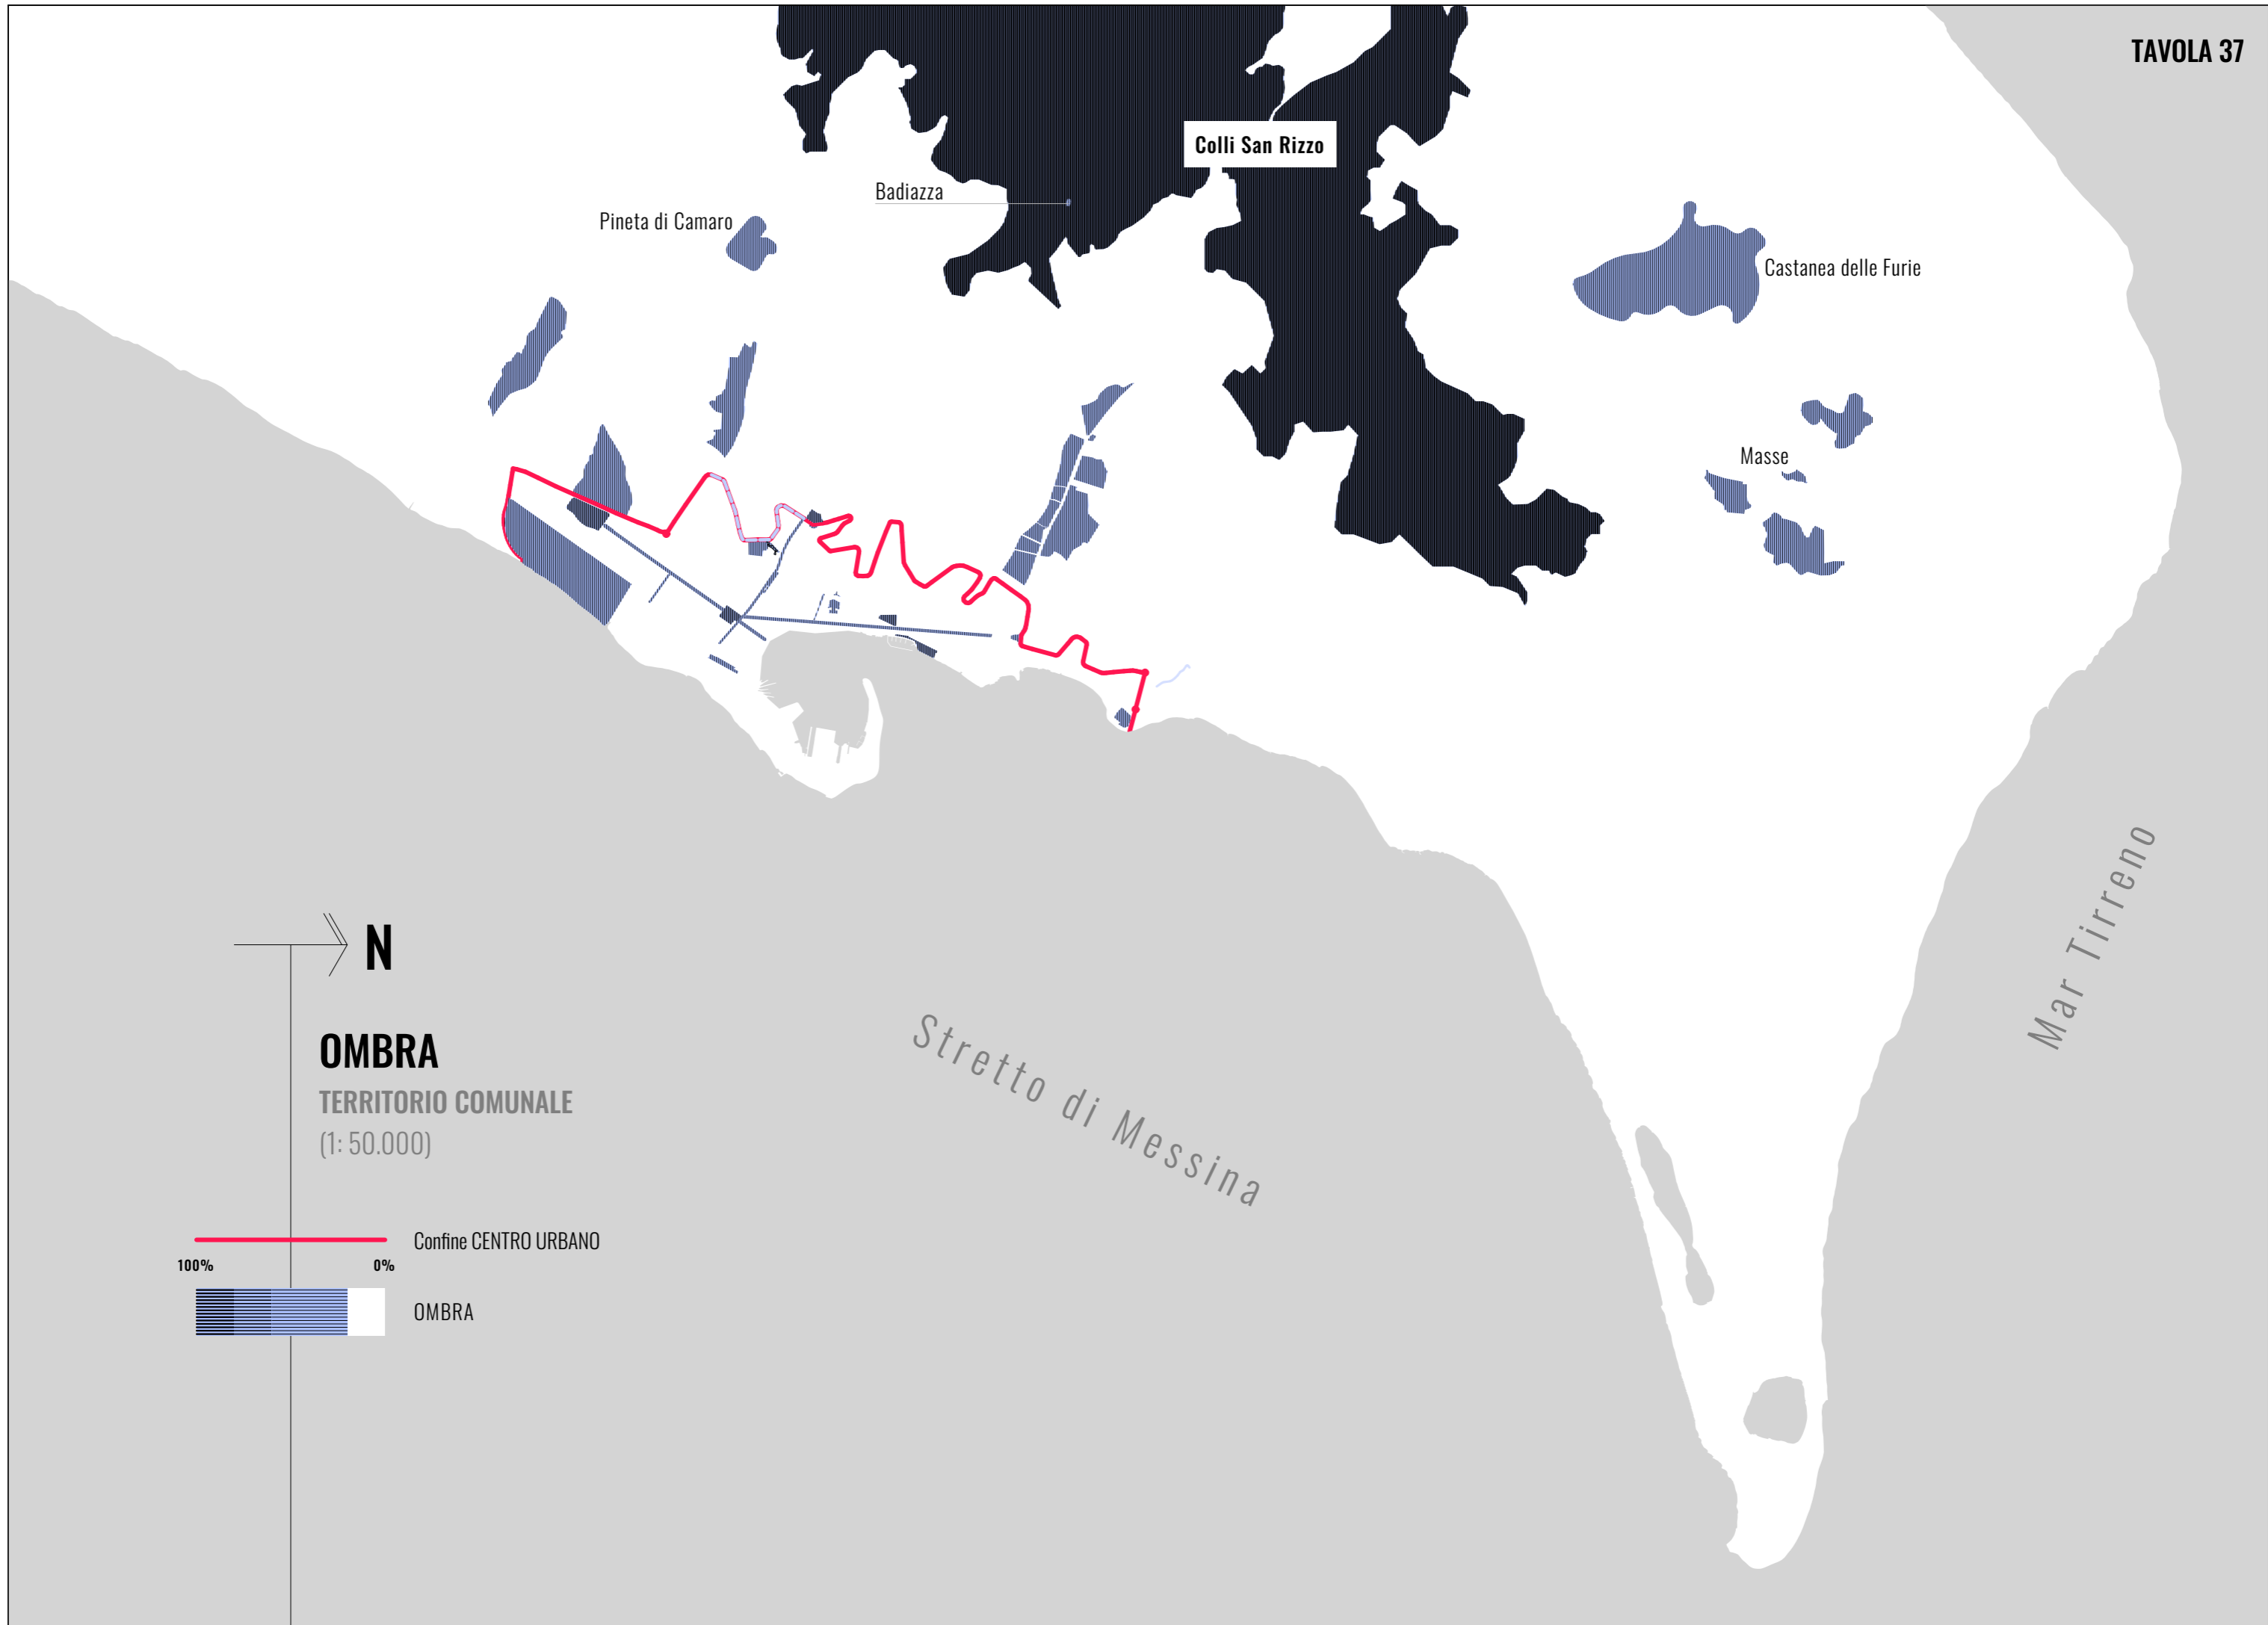 TAVOLA 37
Colli San Rizzo
Badiazza
Pineta di Camaro
Castanea delle Furie
Masse
Mar Tirreno
N
OMBRA
TERRITORIO COMUNALE
(1: 50.000)
Stretto di Messina
Confine CENTRO URBANO
100% 0%
OMBRA